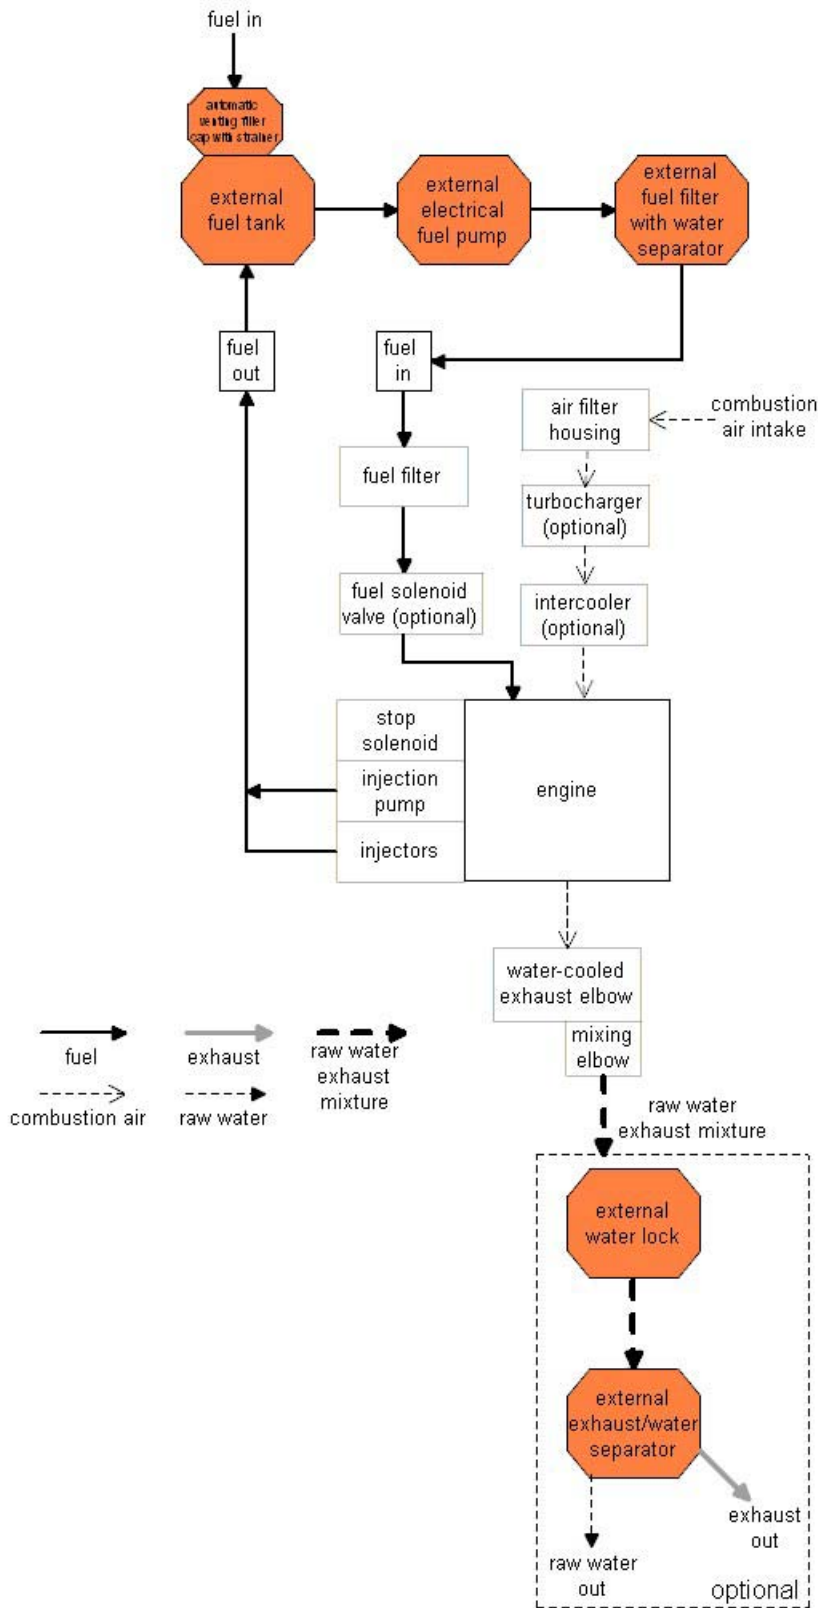 fuel in
automatic
venting filler
cap with strainer
external
fuel tank
external
electrical
fuel pump
external
fuel filter
with water
separator
fuel
out
fuel
in
air filter
housing
combustion
air intake
fuel filter
turbocharger
(optional)
fuel solenoid
valve (optional)
intercooler
(optional)
stop
solenoid
injection
pump
injectors
engine
water-cooled
exhaust elbow
mixing
elbow
fuel
exhaust
raw water
exhaust
mixture
combustion air
raw water
raw water
exhaust mixture
external
water lock
external
exhaust/water
separator
exhaust
out
raw water
out
optional